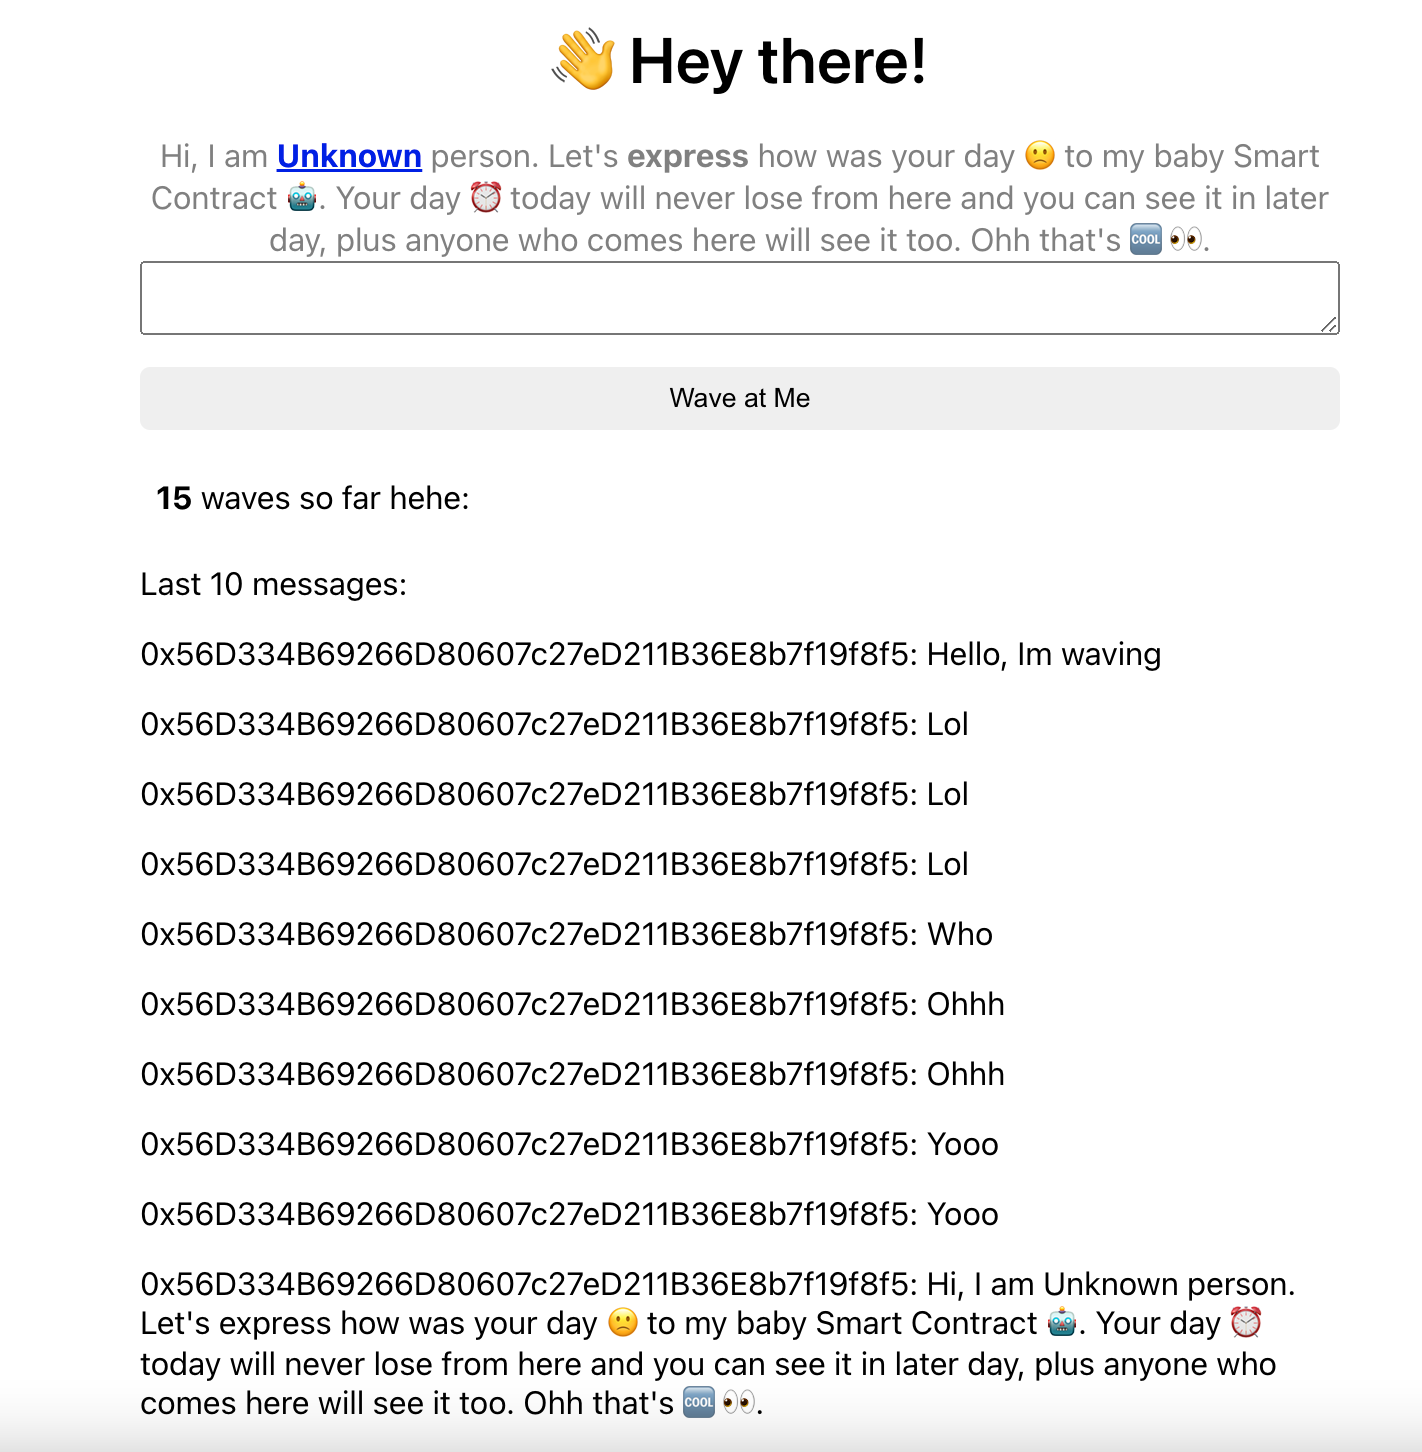 👋 Hey there!
Hi, I am Unknown person. Let's express how was your day 🙁 to my baby Smart
Contract 🤖. Your day ⏰ today will never lose from here and you can see it in later
day, plus anyone who comes here will see it too. Ohh that's 🆒 👀.
Wave at Me
15 waves so far hehe:
Last 10 messages:
0x56D334B69266D80607c27eD211B36E8b7f19f8f5: Hello, Im waving
0x56D334B69266D80607c27eD211B36E8b7f19f8f5: Lol
0x56D334B69266D80607c27eD211B36E8b7f19f8f5: Lol
0x56D334B69266D80607c27eD211B36E8b7f19f8f5: Lol
0x56D334B69266D80607c27eD211B36E8b7f19f8f5: Who
0x56D334B69266D80607c27eD211B36E8b7f19f8f5: Ohhh
0x56D334B69266D80607c27eD211B36E8b7f19f8f5: Ohhh
0x56D334B69266D80607c27eD211B36E8b7f19f8f5: Yooo
0x56D334B69266D80607c27eD211B36E8b7f19f8f5: Yooo
0x56D334B69266D80607c27eD211B36E8b7f19f8f5: Hi, I am Unknown person.
Let's express how was your day 🙁 to my baby Smart Contract 🤖. Your day ⏰
today will never lose from here and you can see it in later day, plus anyone who
comes here will see it too. Ohh that's 🆒 👀.